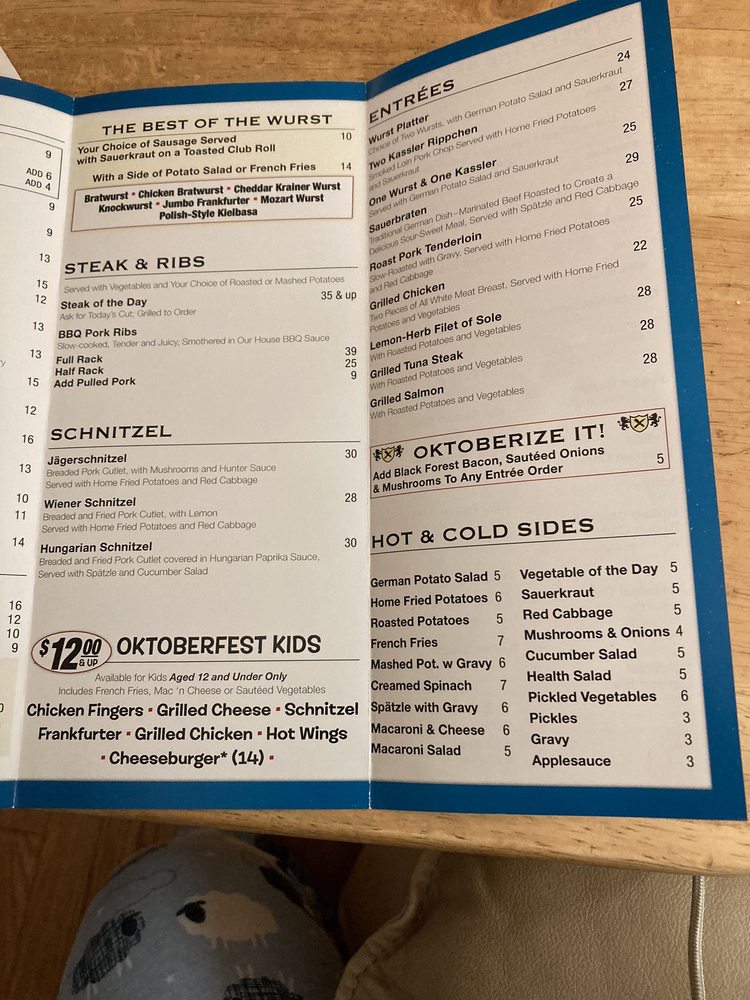 9
ADD 6
ADD 4
9
9
13
15
12
13
13
15
12
16
13
10
11
14
16
12
10
9
THE BEST OF THE WURST
Your Choice of Sausage Served 10
with Sauerkraut on a Toasted Club Roll
With a Side of Potato Salad or French Fries 14
Bratwurst • Chicken Bratwurst • Cheddar Krainer Wurst
Knockwurst • Jumbo Frankfurter • Mozart Wurst
Polish-Style Kielbasa
STEAK & RIBS
Served with Vegetables and Your Choice of Roasted or Mashed Potatoes
Steak of the Day 35 & up
Ask for Today's Cut; Grilled to Order
BBQ Pork Ribs
Slow-cooked, Tender and Juicy, Smothered in Our House BBQ Sauce
Full Rack 39
Half Rack 25
Add Pulled Pork 9
SCHNITZEL
Jägerschnitzel 30
Breaded Pork Cutlet, with Mushrooms and Hunter Sauce
Served with Home Fried Potatoes and Red Cabbage
Wiener Schnitzel 28
Breaded and Fried Pork Cutlet, with Lemon
Served with Home Fried Potatoes and Red Cabbage
Hungarian Schnitzel 30
Breaded and Fried Pork Cutlet covered in Hungarian Paprika Sauce,
Served with Spätzle and Cucumber Salad
$12.00 & UP OKTOBERFEST KIDS
Available for Kids Aged 12 and Under Only
Includes French Fries, Mac 'n Cheese or Sautéed Vegetables
Chicken Fingers • Grilled Cheese • Schnitzel
Frankfurter • Grilled Chicken • Hot Wings
• Cheeseburger* (14) •
ENTRÉES
Wurst Platter 24
Choice of Two Wursts, with German Potato Salad and Sauerkraut
Two Kassler Rippchen 27
Smoked Loin Pork Chop Served with Home Fried Potatoes
and Sauerkraut
One Wurst & One Kassler 25
Served with German Potato Salad and Sauerkraut
Sauerbraten 29
Traditional German Dish–Marinated Beef Roasted to Create a
Delicious Sour-Sweet Meal, Served with Spätzle and Red Cabbage
Roast Pork Tenderloin 25
Slow-Roasted with Gravy, Served with Home Fried Potatoes
and Red Cabbage
Grilled Chicken 22
Two Pieces of All White Meat Breast, Served with Home Fried
Potatoes and Vegetables
Lemon-Herb Filet of Sole 28
With Roasted Potatoes and Vegetables
Grilled Tuna Steak 28
With Roasted Potatoes and Vegetables
Grilled Salmon 28
With Roasted Potatoes and Vegetables
OKTOBERIZE IT!
Add Black Forest Bacon, Sautéed Onions
& Mushrooms To Any Entrée Order 5
HOT & COLD SIDES
German Potato Salad 5
Home Fried Potatoes 6
Roasted Potatoes 5
French Fries 7
Mashed Pot. w Gravy 6
Creamed Spinach 7
Spätzle with Gravy 6
Macaroni & Cheese 6
Macaroni Salad 5
Vegetable of the Day 5
Sauerkraut 5
Red Cabbage 5
Mushrooms & Onions 4
Cucumber Salad 5
Health Salad 5
Pickled Vegetables 6
Pickles 3
Gravy 3
Applesauce 3